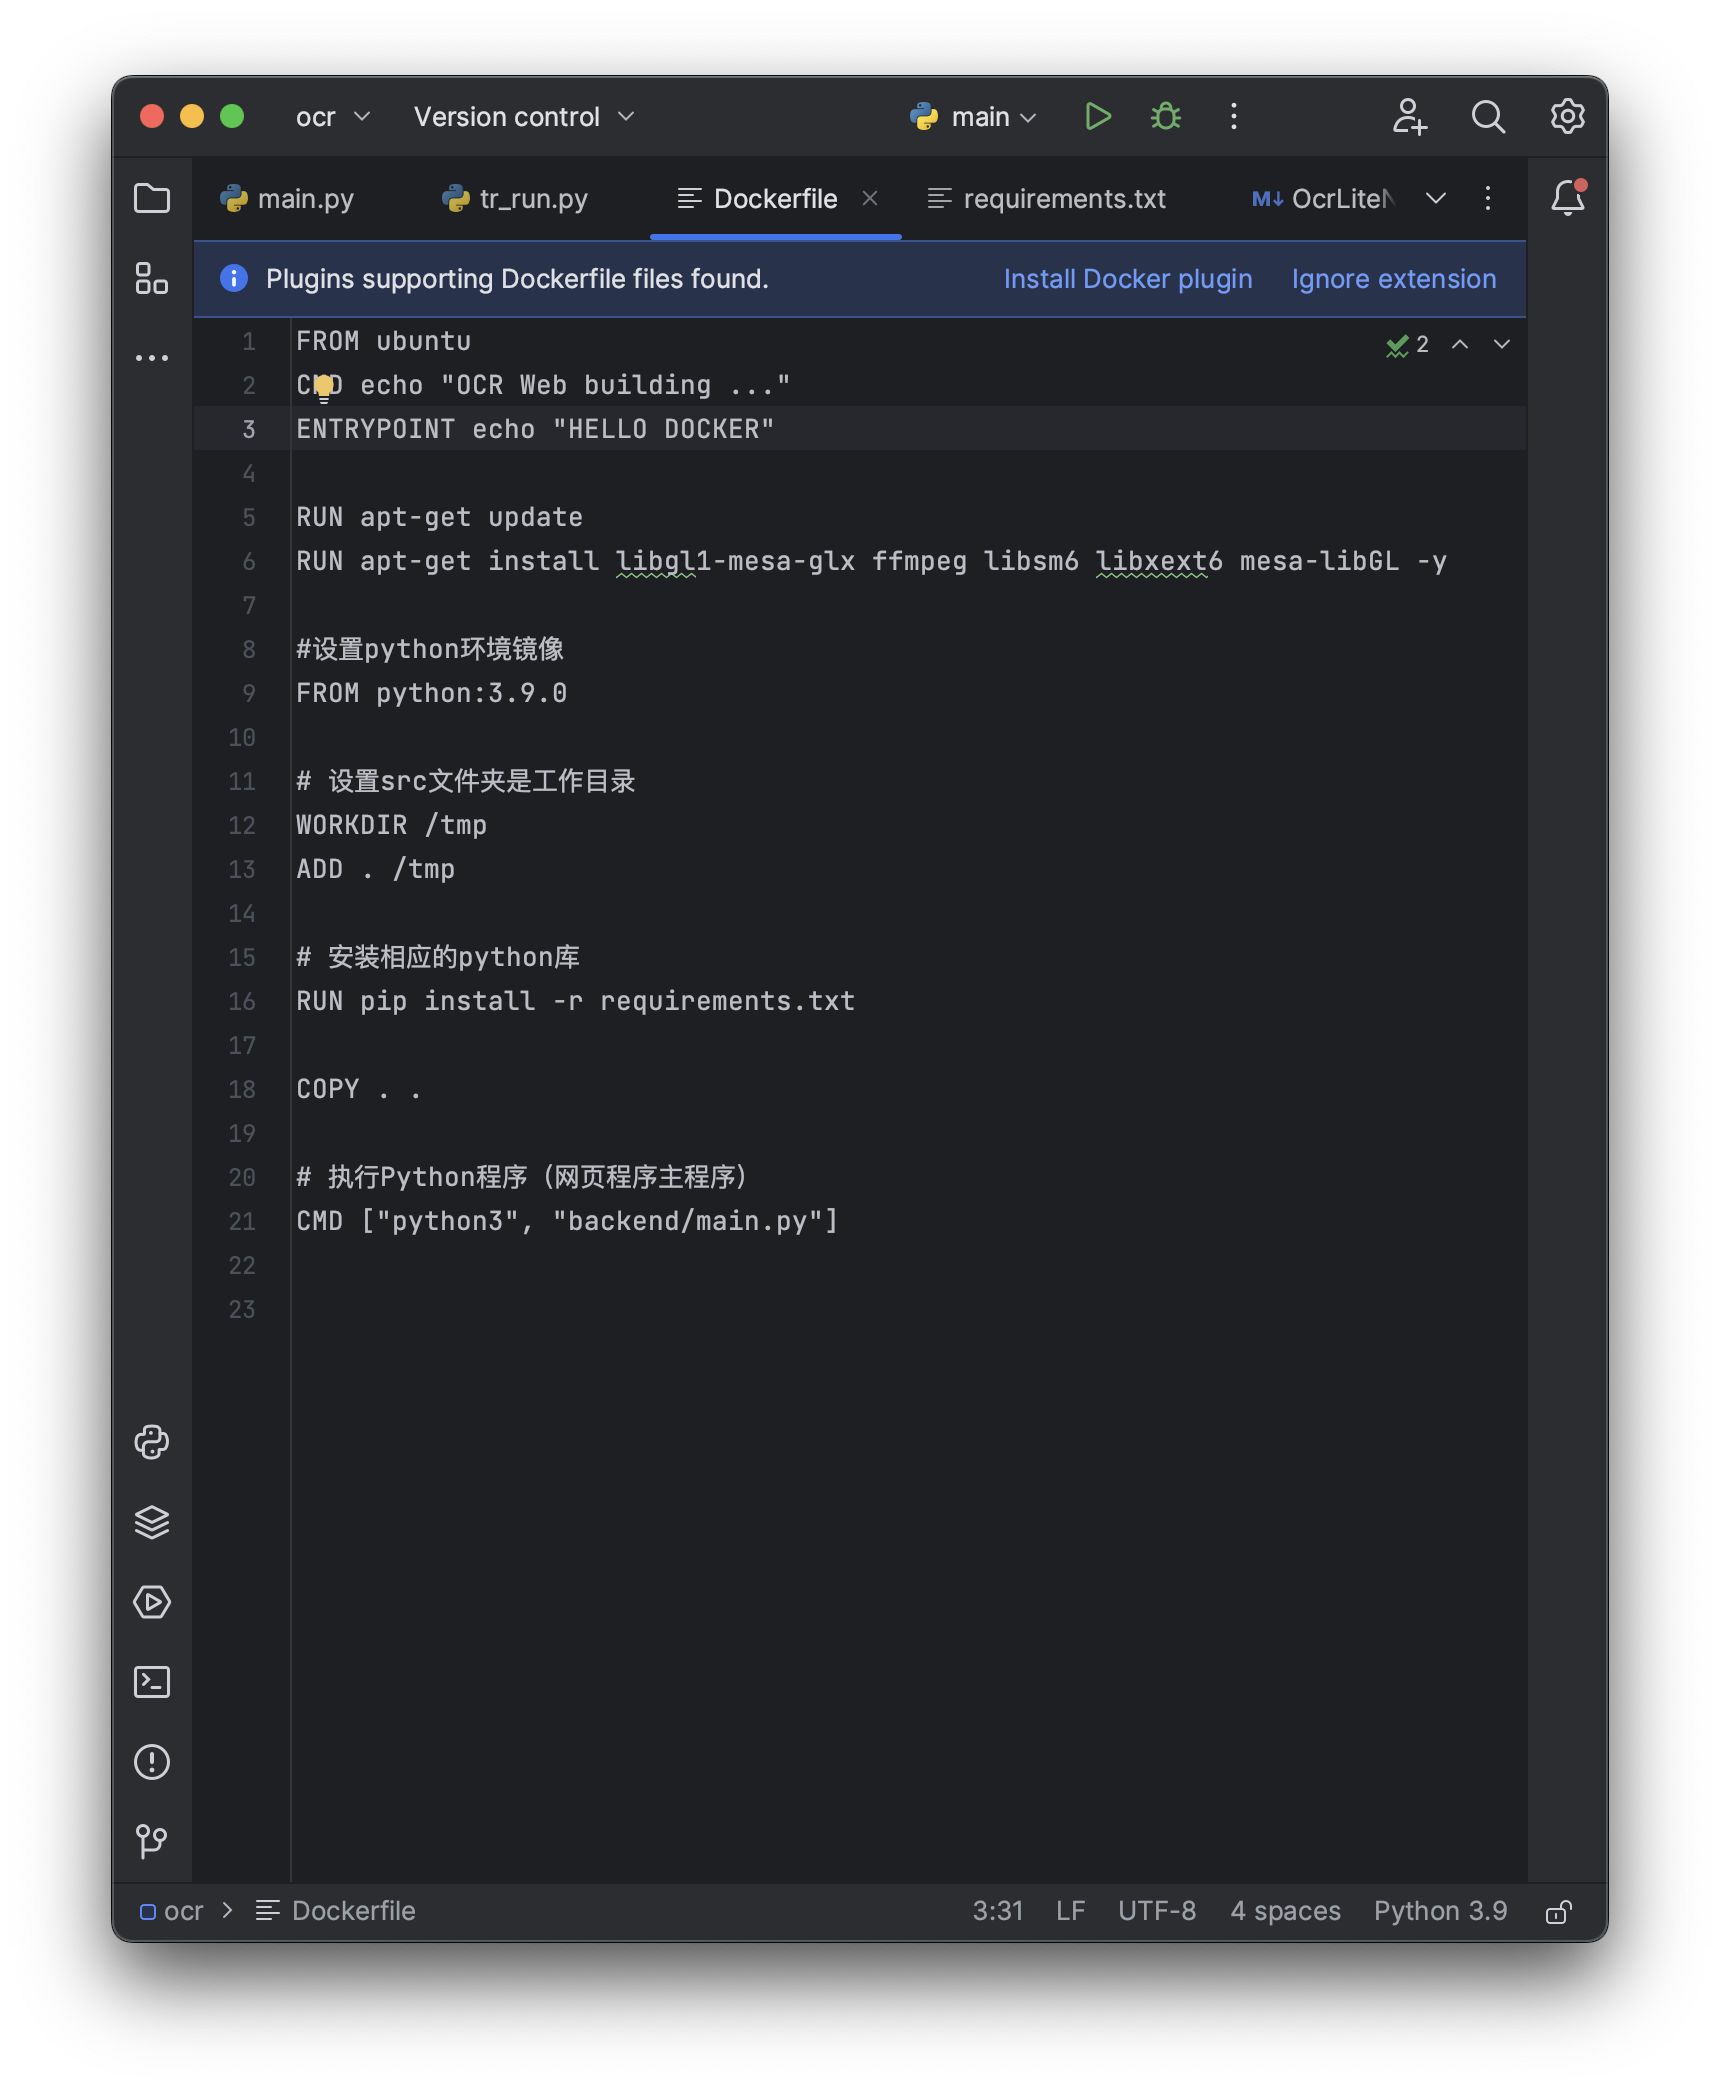 ocr
Version control
main
main.py
tr_run.py
Dockerfile
requirements.txt
M↓ OcrLite
Plugins supporting Dockerfile files found.
Install Docker plugin
Ignore extension
2
1 FROM ubuntu
2 CMD echo "OCR Web building ..."
3 ENTRYPOINT echo "HELLO DOCKER"
4
5 RUN apt-get update
6 RUN apt-get install libgl1-mesa-glx ffmpeg libsm6 libxext6 mesa-libGL -y
7
8 #设置python环境镜像
9 FROM python:3.9.0
10
11 # 设置src文件夹是工作目录
12 WORKDIR /tmp
13 ADD . /tmp
14
15 # 安装相应的python库
16 RUN pip install -r requirements.txt
17
18 COPY . .
19
20 # 执行Python程序（网页程序主程序）
21 CMD ["python3", "backend/main.py"]
22
23
ocr > Dockerfile
3:31
LF
UTF-8
4 spaces
Python 3.9